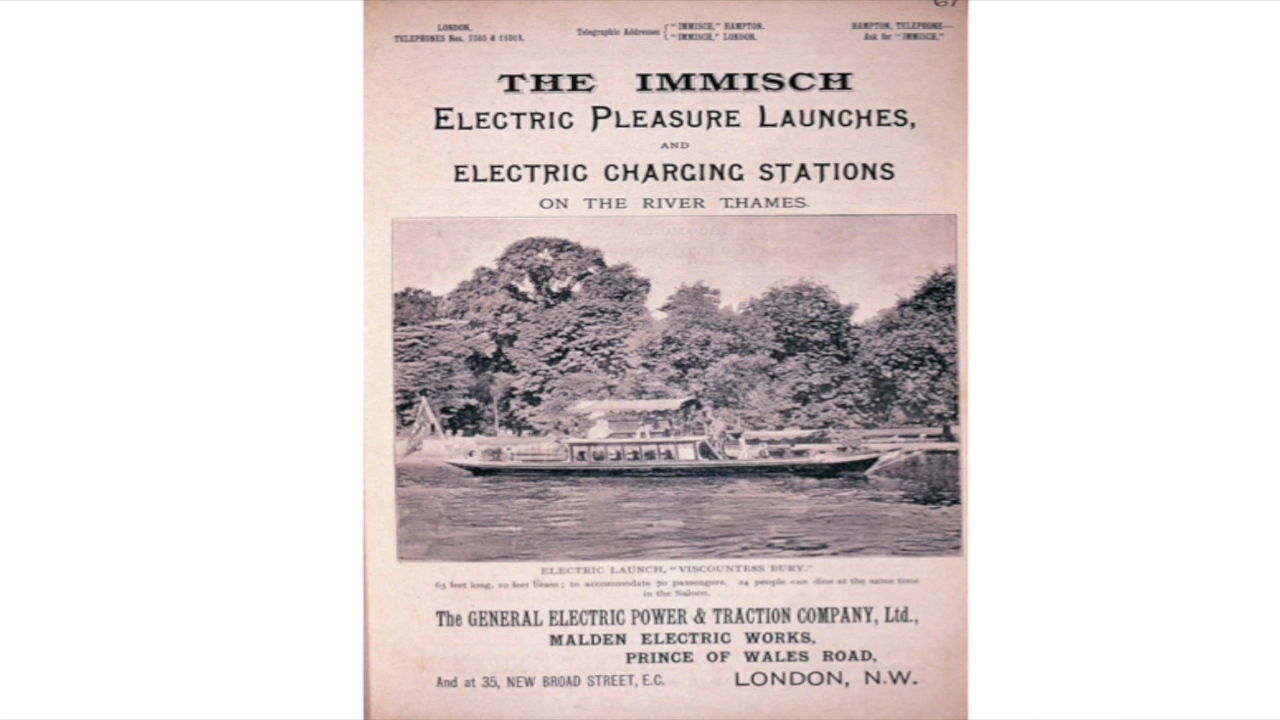 67
LONDON,
TELEPHONES Nos. & 11013.
Telegraphic Addresses { "IMMISCH," HAMPTON.
"IMMISCH," LONDON.
HAMPTON, TELEPHONE—
Ask for "IMMISCH."
THE IMMISCH
ELECTRIC PLEASURE LAUNCHES,
AND
ELECTRIC CHARGING STATIONS
ON THE RIVER THAMES.
ELECTRIC LAUNCH, "VISCOUNTESS BURY."
65 feet long, 10 feet beam; to accommodate 70 passengers. 24 people can dine at the same time
in the Saloon.
The GENERAL ELECTRIC POWER & TRACTION COMPANY, Ltd.,
MALDEN ELECTRIC WORKS,
PRINCE OF WALES ROAD,
And at 35, NEW BROAD STREET, E.C.
LONDON, N.W.